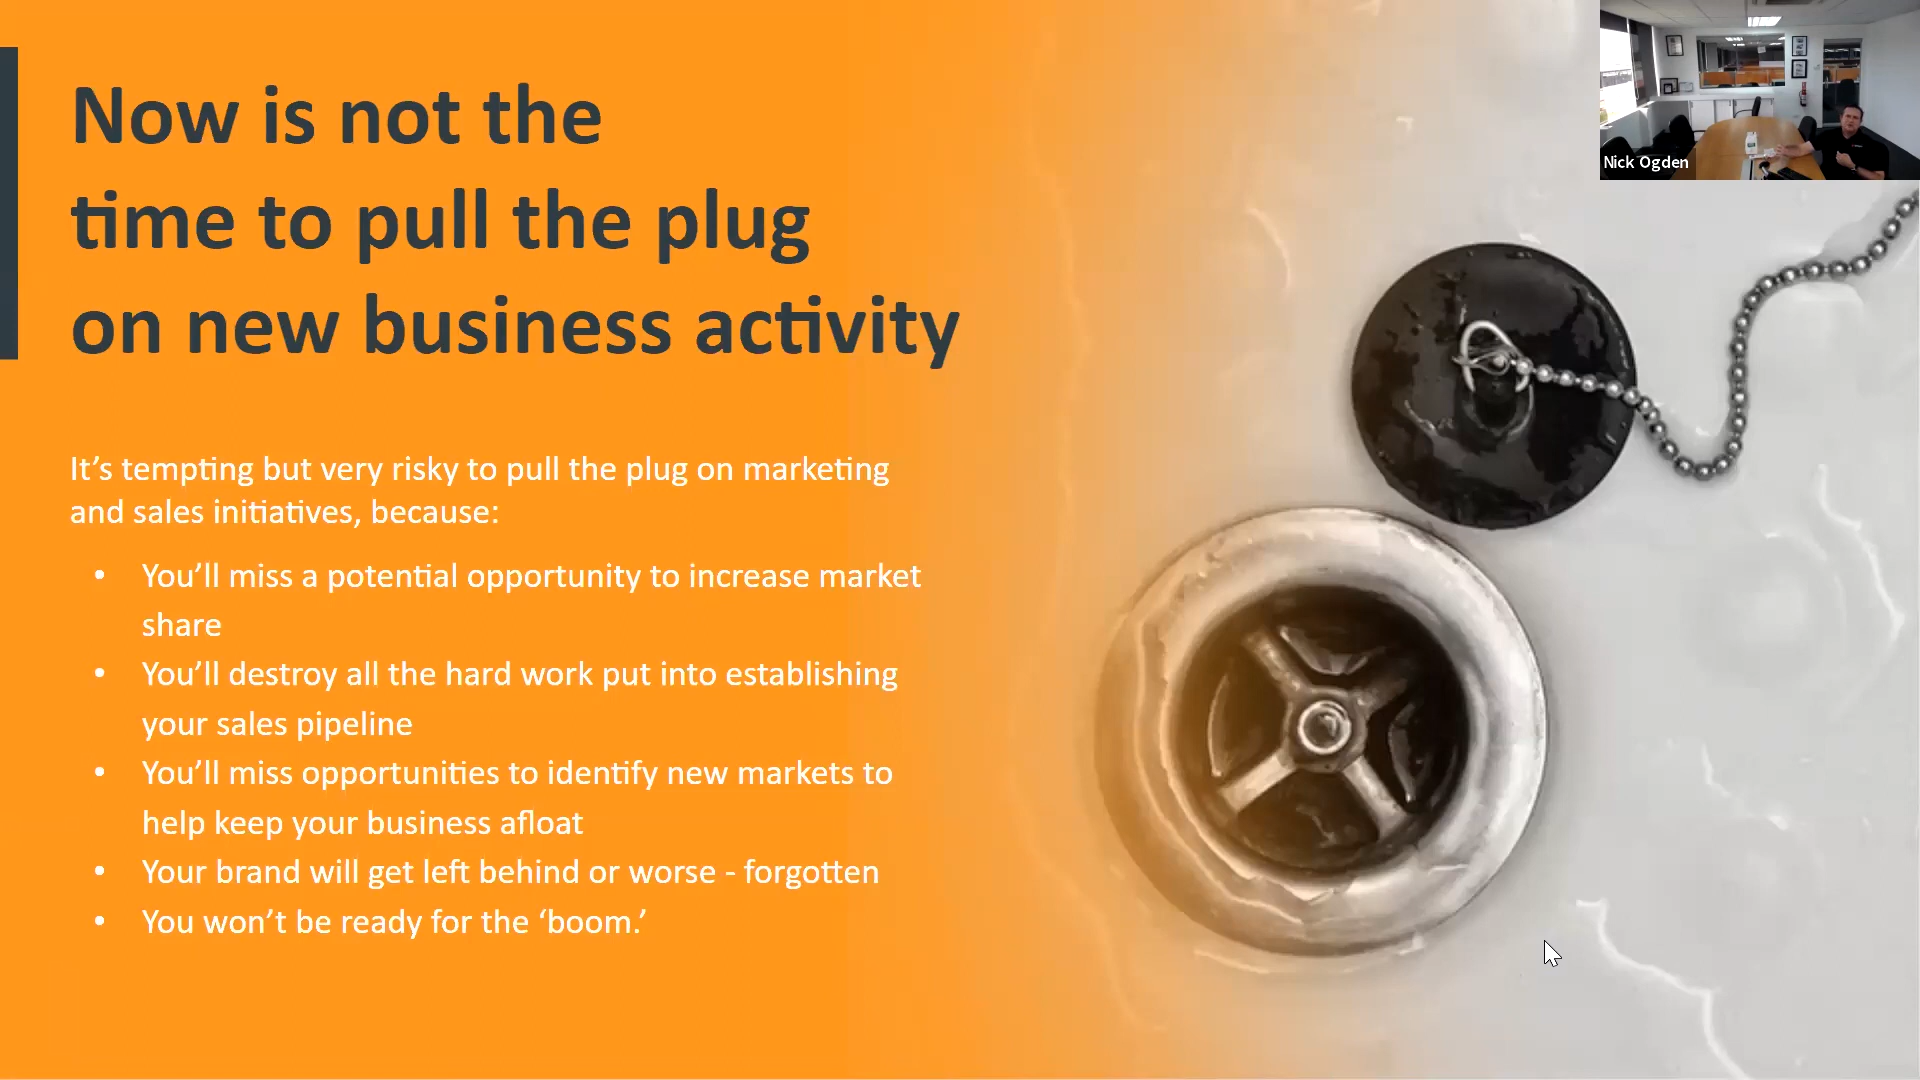 Now is not the
time to pull the plug
on new business activity
It’s tempting but very risky to pull the plug on marketing
and sales initiatives, because:
• You’ll miss a potential opportunity to increase market
share
• You’ll destroy all the hard work put into establishing
your sales pipeline
• You’ll miss opportunities to identify new markets to
help keep your business afloat
• Your brand will get left behind or worse - forgotten
• You won’t be ready for the ‘boom.’
Nick Ogden